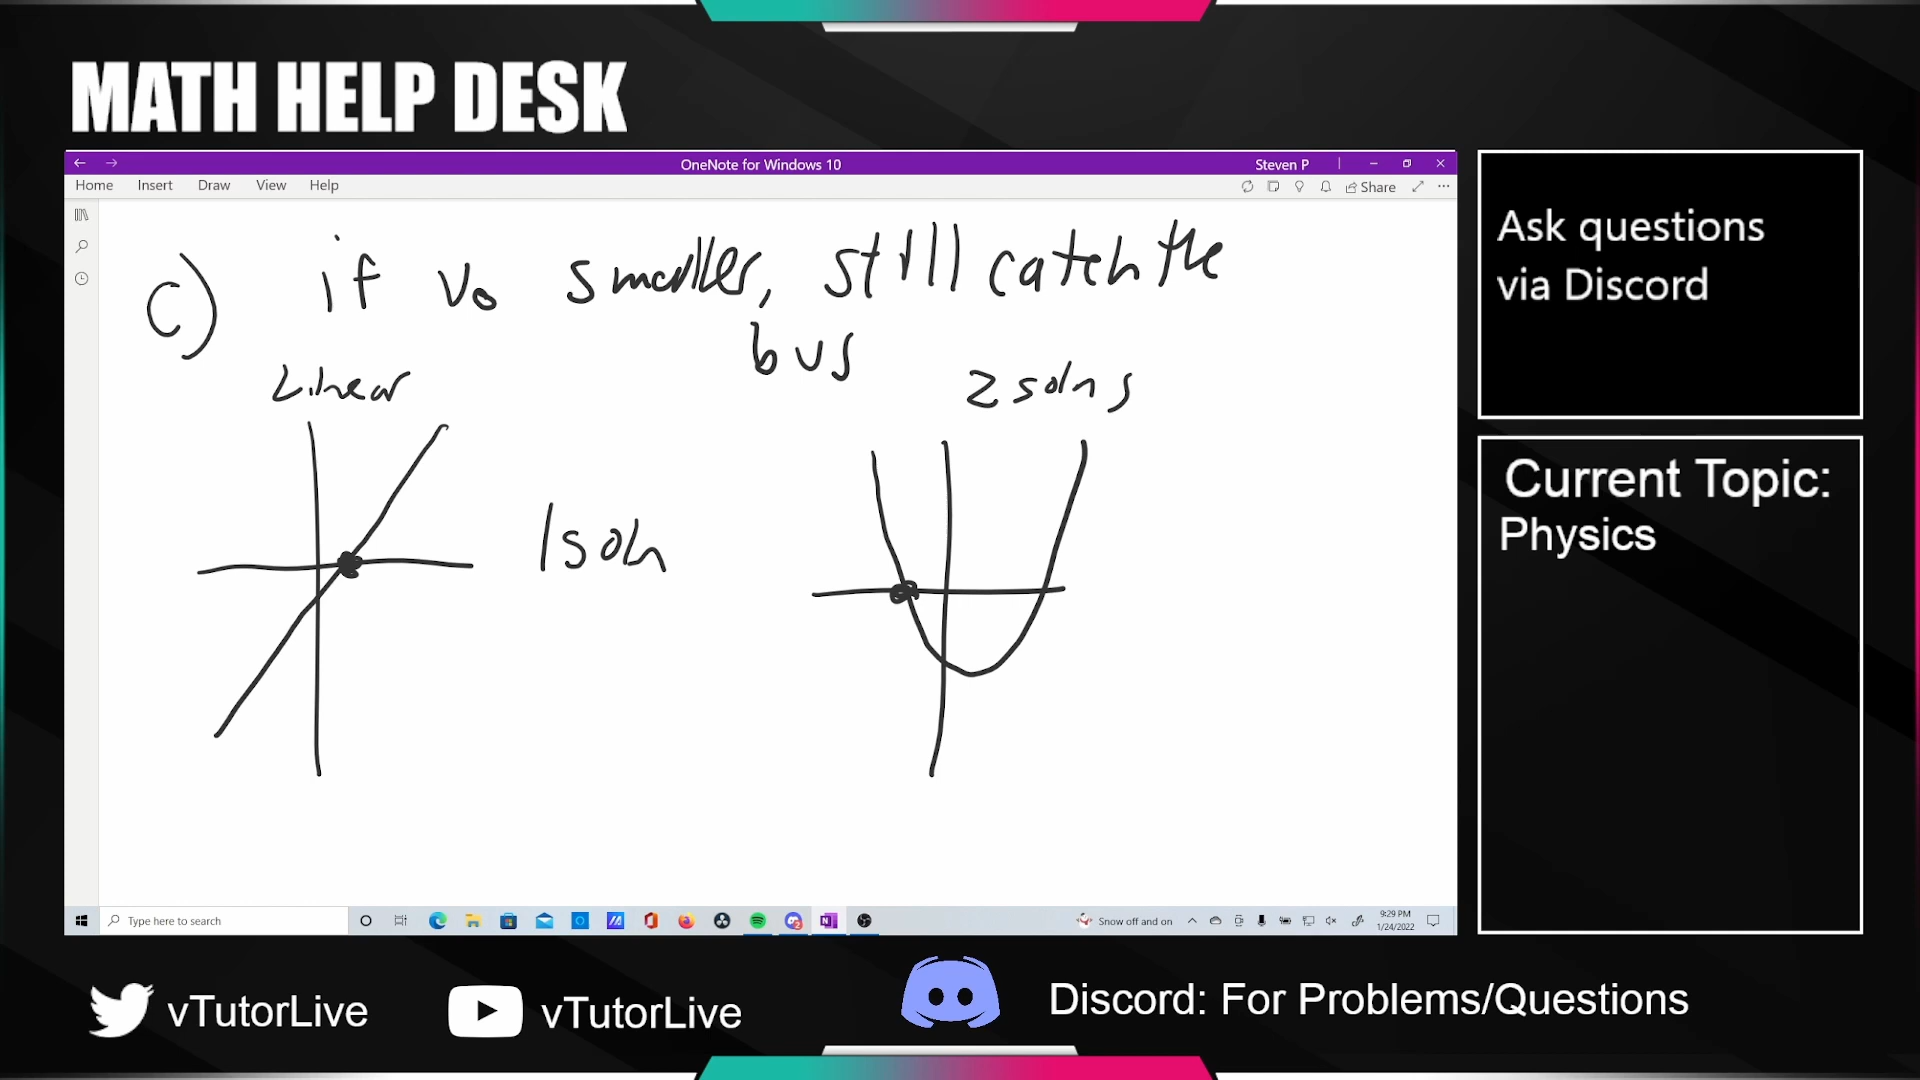 MATH HELP DESK
OneNote for Windows 10
Steven P
Home Insert Draw View Help
Share
c) if v₀ smaller, still catch the
bus
Linear
2 solns
1 soln
Type here to search
Snow off and on
9:29 PM
1/24/2022
Ask questions
via Discord
Current Topic:
Physics
vTutorLive
vTutorLive
Discord: For Problems/Questions